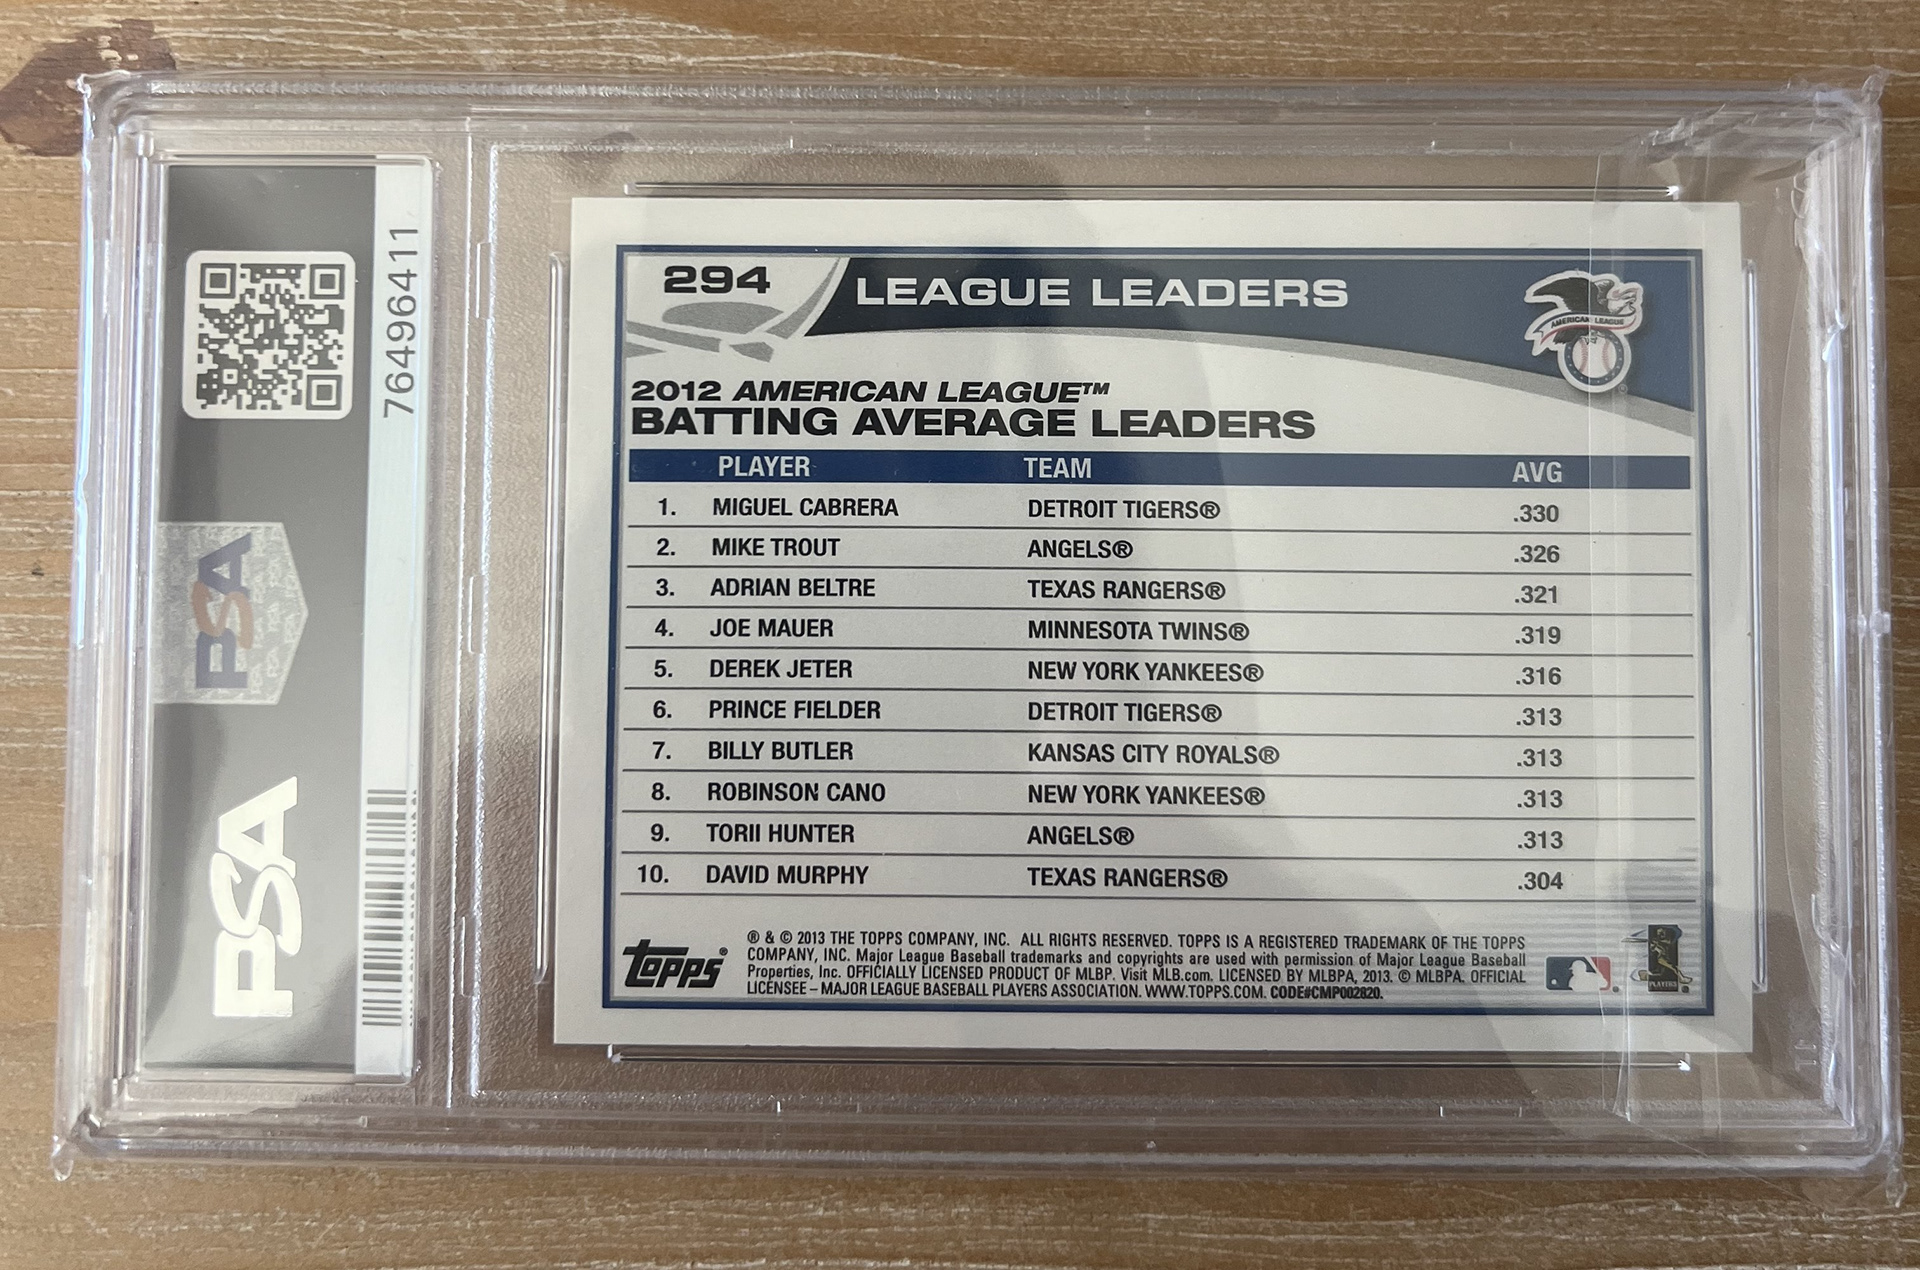 76496411
PSA
PSA
294
LEAGUE LEADERS
AMERICAN LEAGUE
2012 AMERICAN LEAGUE™
BATTING AVERAGE LEADERS
PLAYER TEAM AVG
1. MIGUEL CABRERA DETROIT TIGERS® .330
2. MIKE TROUT ANGELS® .326
3. ADRIAN BELTRE TEXAS RANGERS® .321
4. JOE MAUER MINNESOTA TWINS® .319
5. DEREK JETER NEW YORK YANKEES® .316
6. PRINCE FIELDER DETROIT TIGERS® .313
7. BILLY BUTLER KANSAS CITY ROYALS® .313
8. ROBINSON CANO NEW YORK YANKEES® .313
9. TORII HUNTER ANGELS® .313
10. DAVID MURPHY TEXAS RANGERS® .304
topps®
® & © 2013 THE TOPPS COMPANY, INC. ALL RIGHTS RESERVED. TOPPS IS A REGISTERED TRADEMARK OF THE TOPPS
COMPANY, INC. Major League Baseball trademarks and copyrights are used with permission of Major League Baseball
Properties, Inc. OFFICIALLY LICENSED PRODUCT OF MLBP. Visit MLB.com. LICENSED BY MLBPA, 2013. © MLBPA. OFFICIAL
LICENSEE – MAJOR LEAGUE BASEBALL PLAYERS ASSOCIATION. WWW.TOPPS.COM. CODE#CMP002820.
PLAYERS